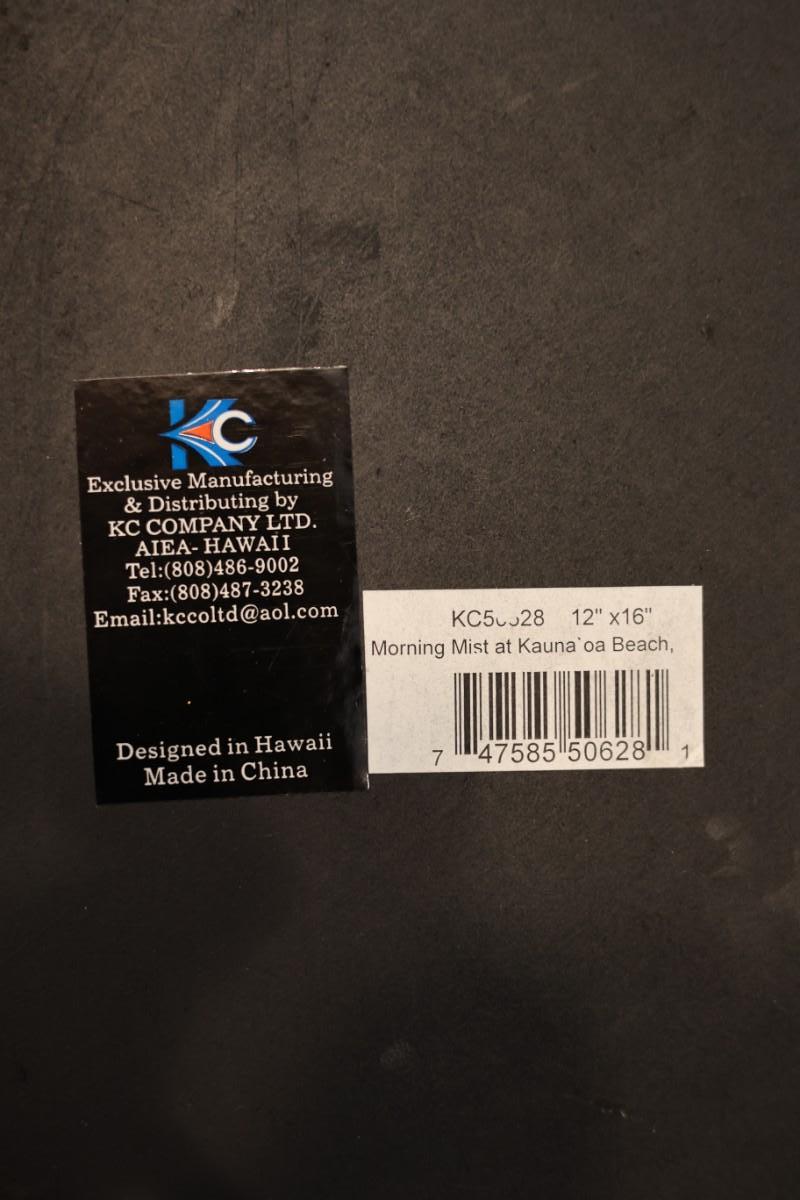 KC
Exclusive Manufacturing
& Distributing by
KC COMPANY LTD.
AIEA- HAWAII
Tel:(808)486-9002
Fax:(808)487-3238
Email:kccoltd@aol.com
Designed in Hawaii
Made in China
12" x16"
Morning Mist at Kauna`oa Beach,
7 47585 50628 1